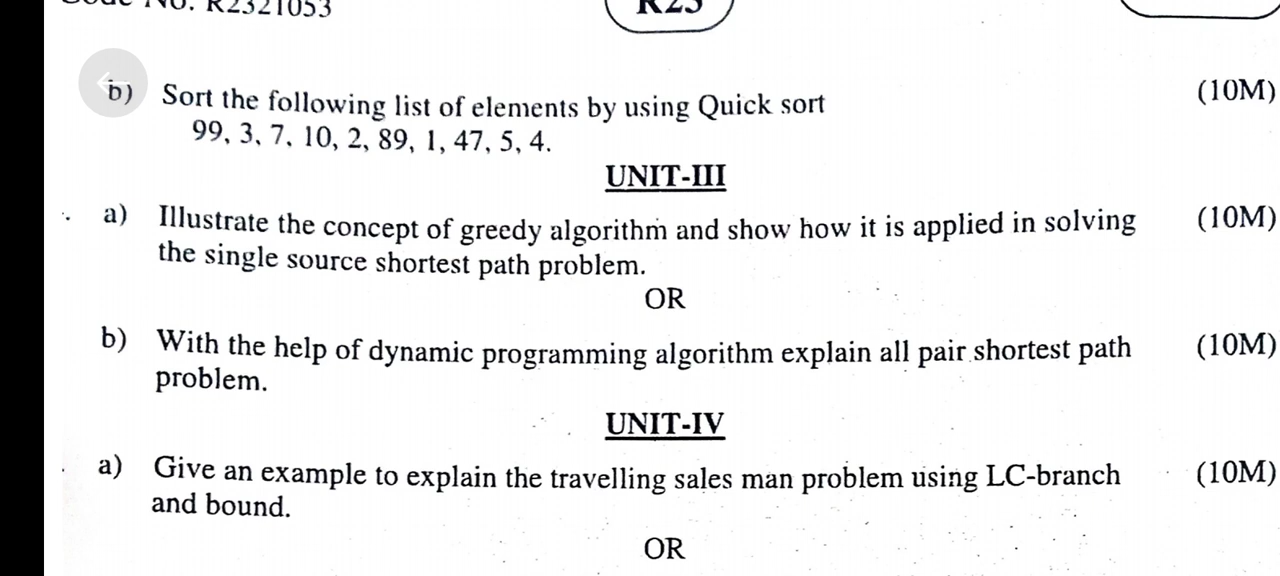 Code No: R2321053
R23
b) Sort the following list of elements by using Quick sort (10M)
99, 3, 7, 10, 2, 89, 1, 47, 5, 4.
UNIT-III
a) Illustrate the concept of greedy algorithm and show how it is applied in solving (10M)
the single source shortest path problem.
OR
b) With the help of dynamic programming algorithm explain all pair shortest path (10M)
problem.
UNIT-IV
a) Give an example to explain the travelling sales man problem using LC-branch (10M)
and bound.
OR